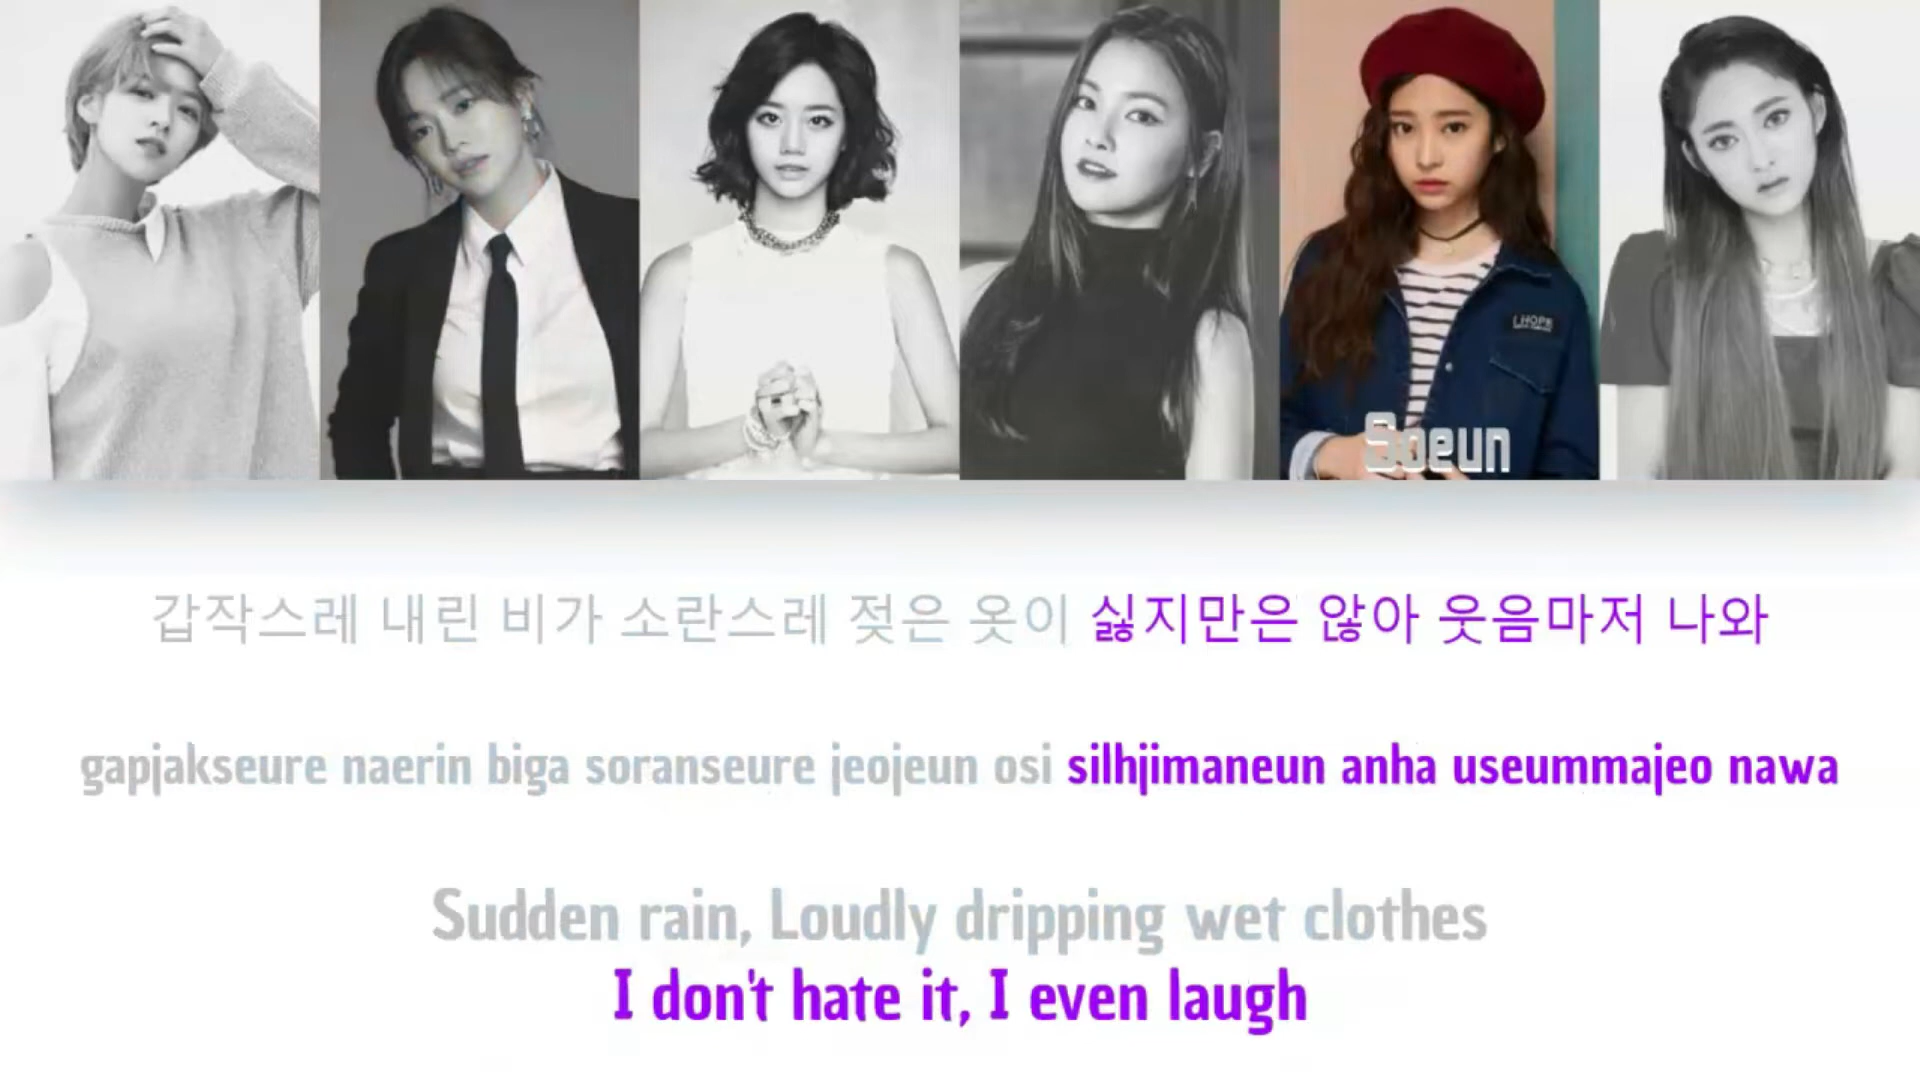 I HOPE
Soeun
갑작스레 내린 비가 소란스레 젖은 옷이 싫지만은 않아 웃음마저 나와
gapjakseure naerin biga soranseure jeojeun osi silhjimaneun anha useummajeo nawa
Sudden rain, Loudly dripping wet clothes
I don't hate it, I even laugh